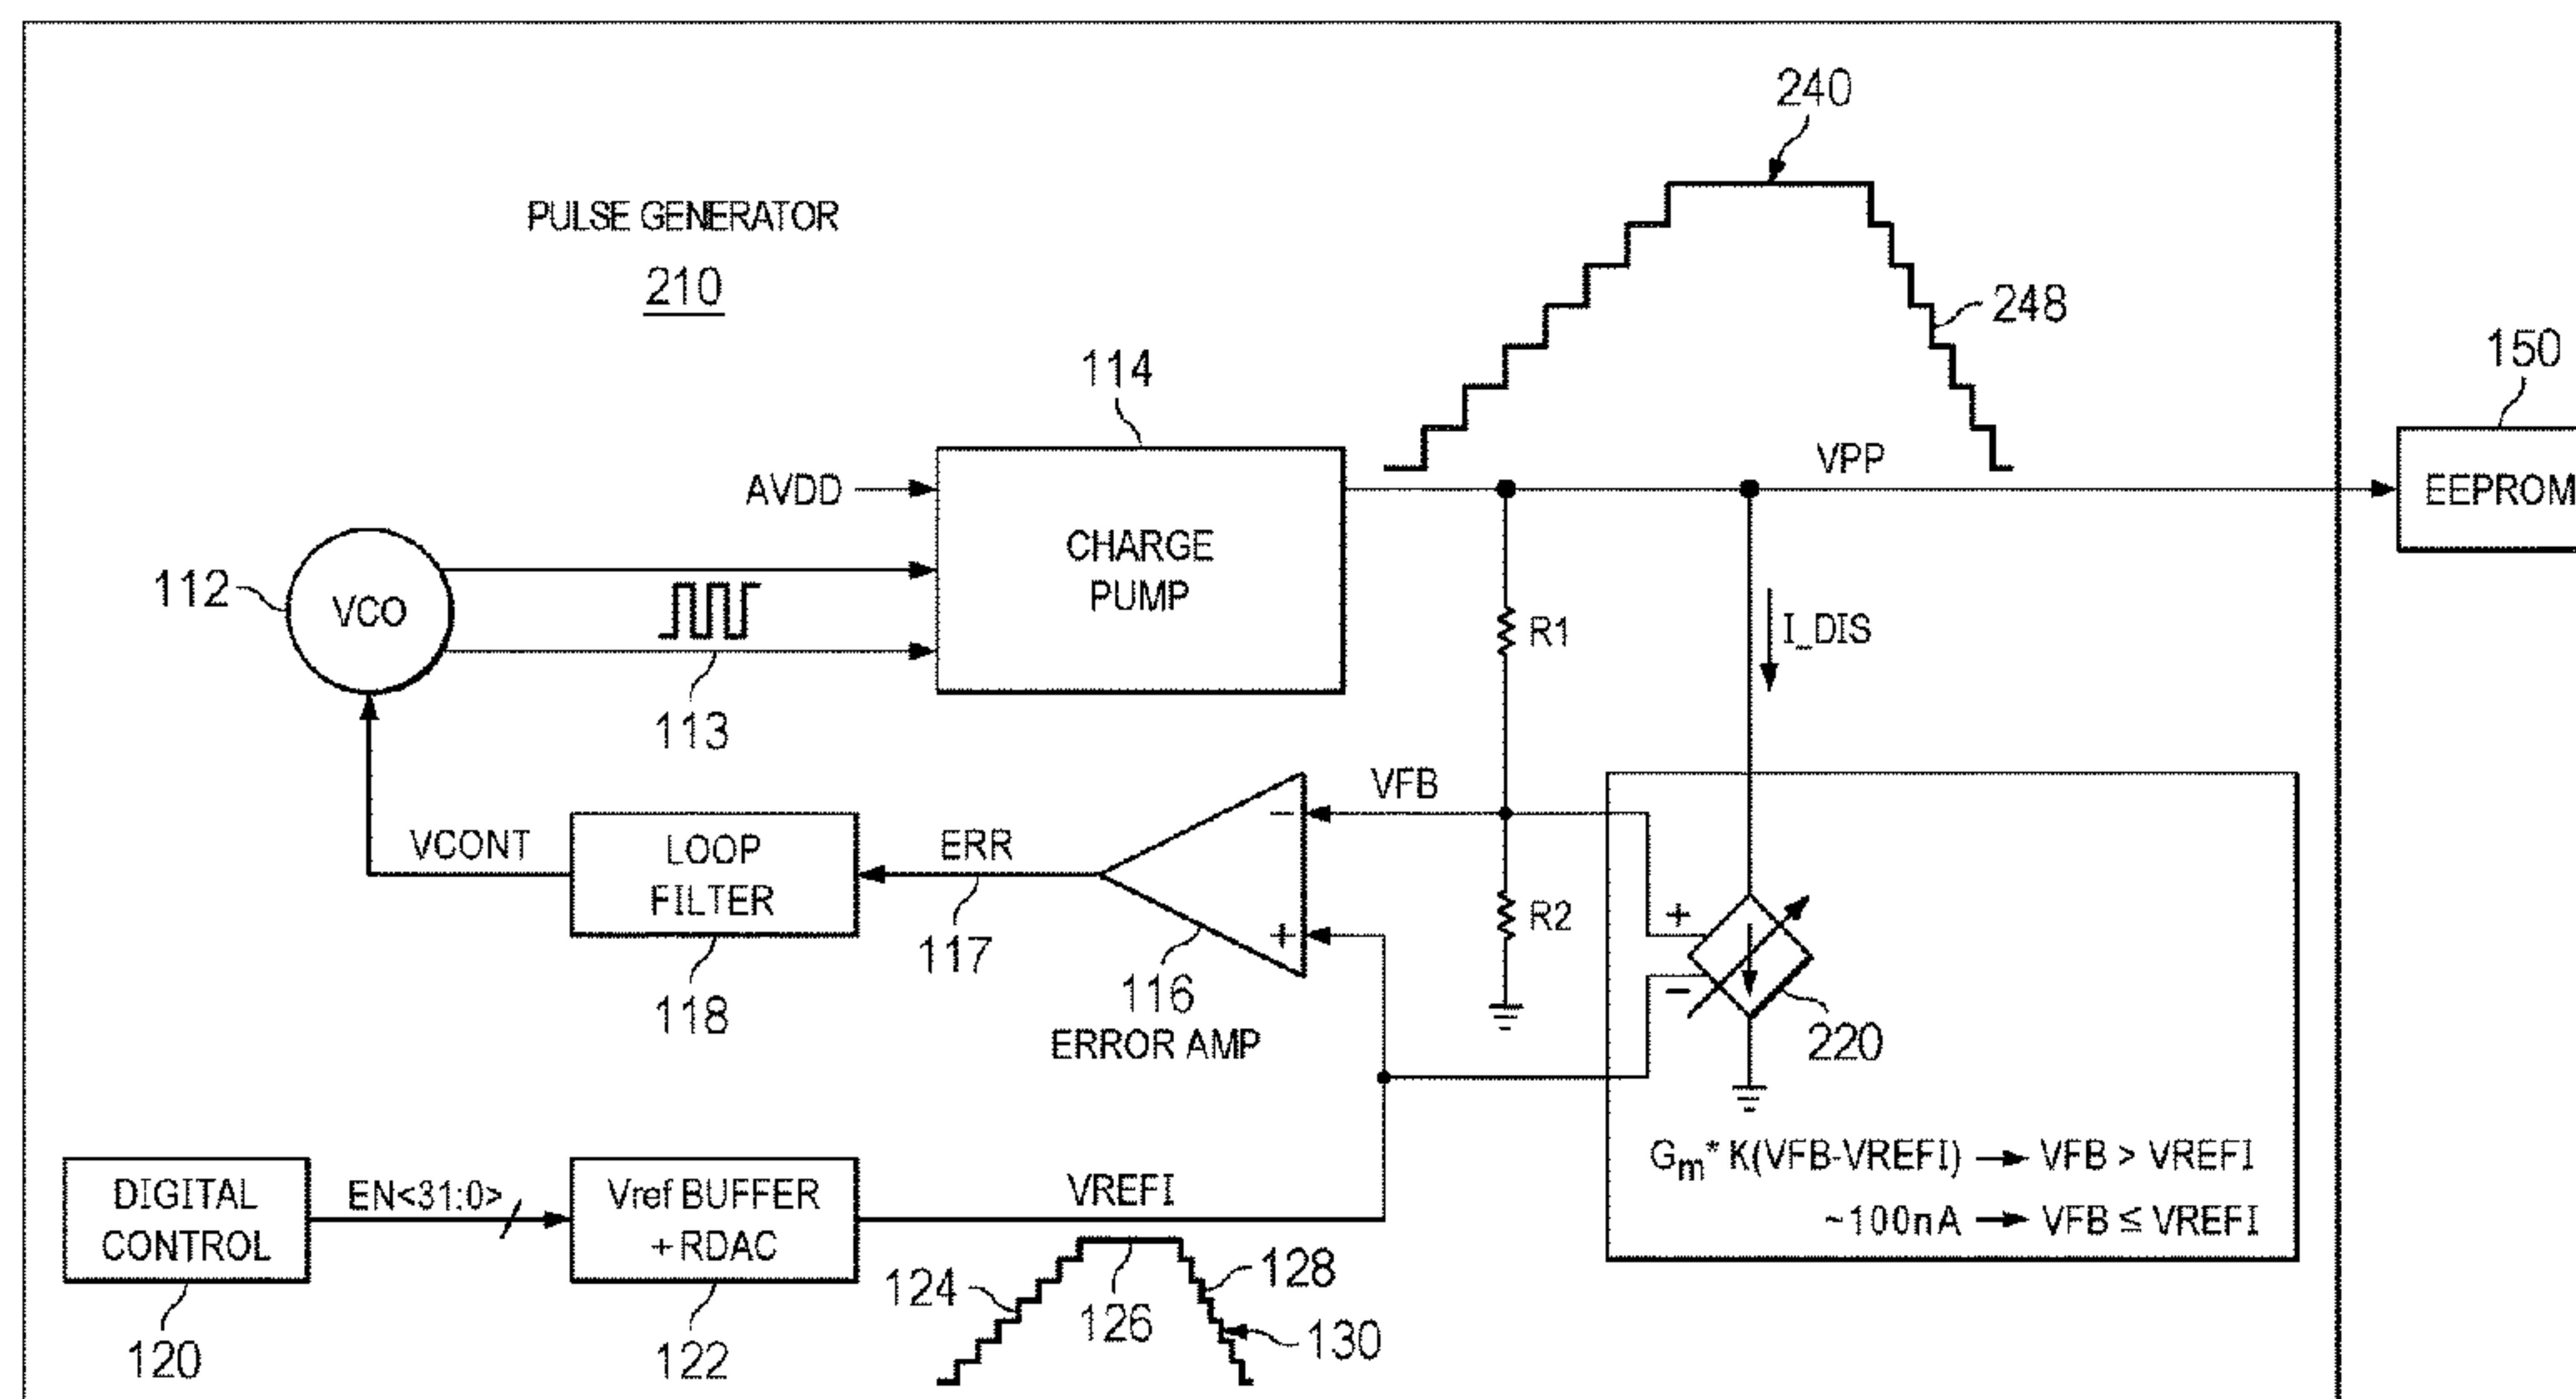 240
PULSE GENERATOR
210
248
150
114
VPP
AVDD
EEPROM
CHARGE
PUMP
112
VCO
R1
I_DIS
113
VFB
VCONT
LOOP
FILTER
ERR
−
+
R2
+
−
117
118
116
ERROR AMP
220
Gm* K(VFB-VREFI) → VFB > VREFI
~100nA → VFB ≤ VREFI
DIGITAL
CONTROL
EN<31:0>
Vref BUFFER
+ RDAC
VREFI
124
126
128
130
120
122